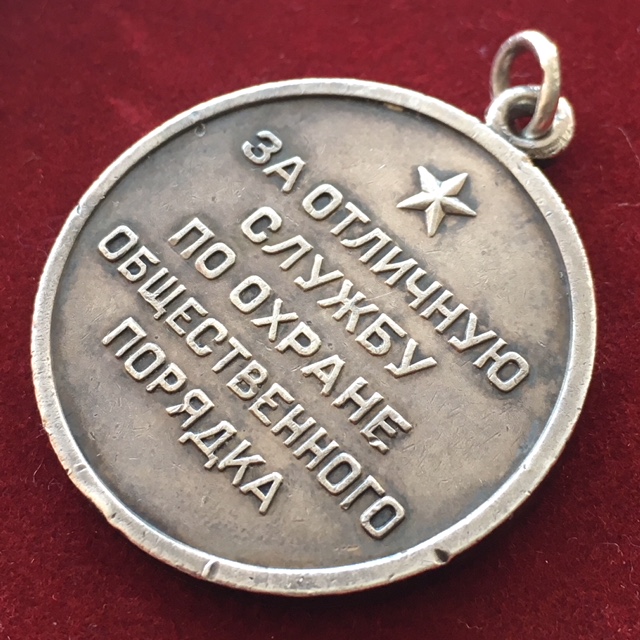 ЗА ОТЛИЧНУЮ
СЛУЖБУ
ПО ОХРАНЕ
ОБЩЕСТВЕННОГО
ПОРЯДКА